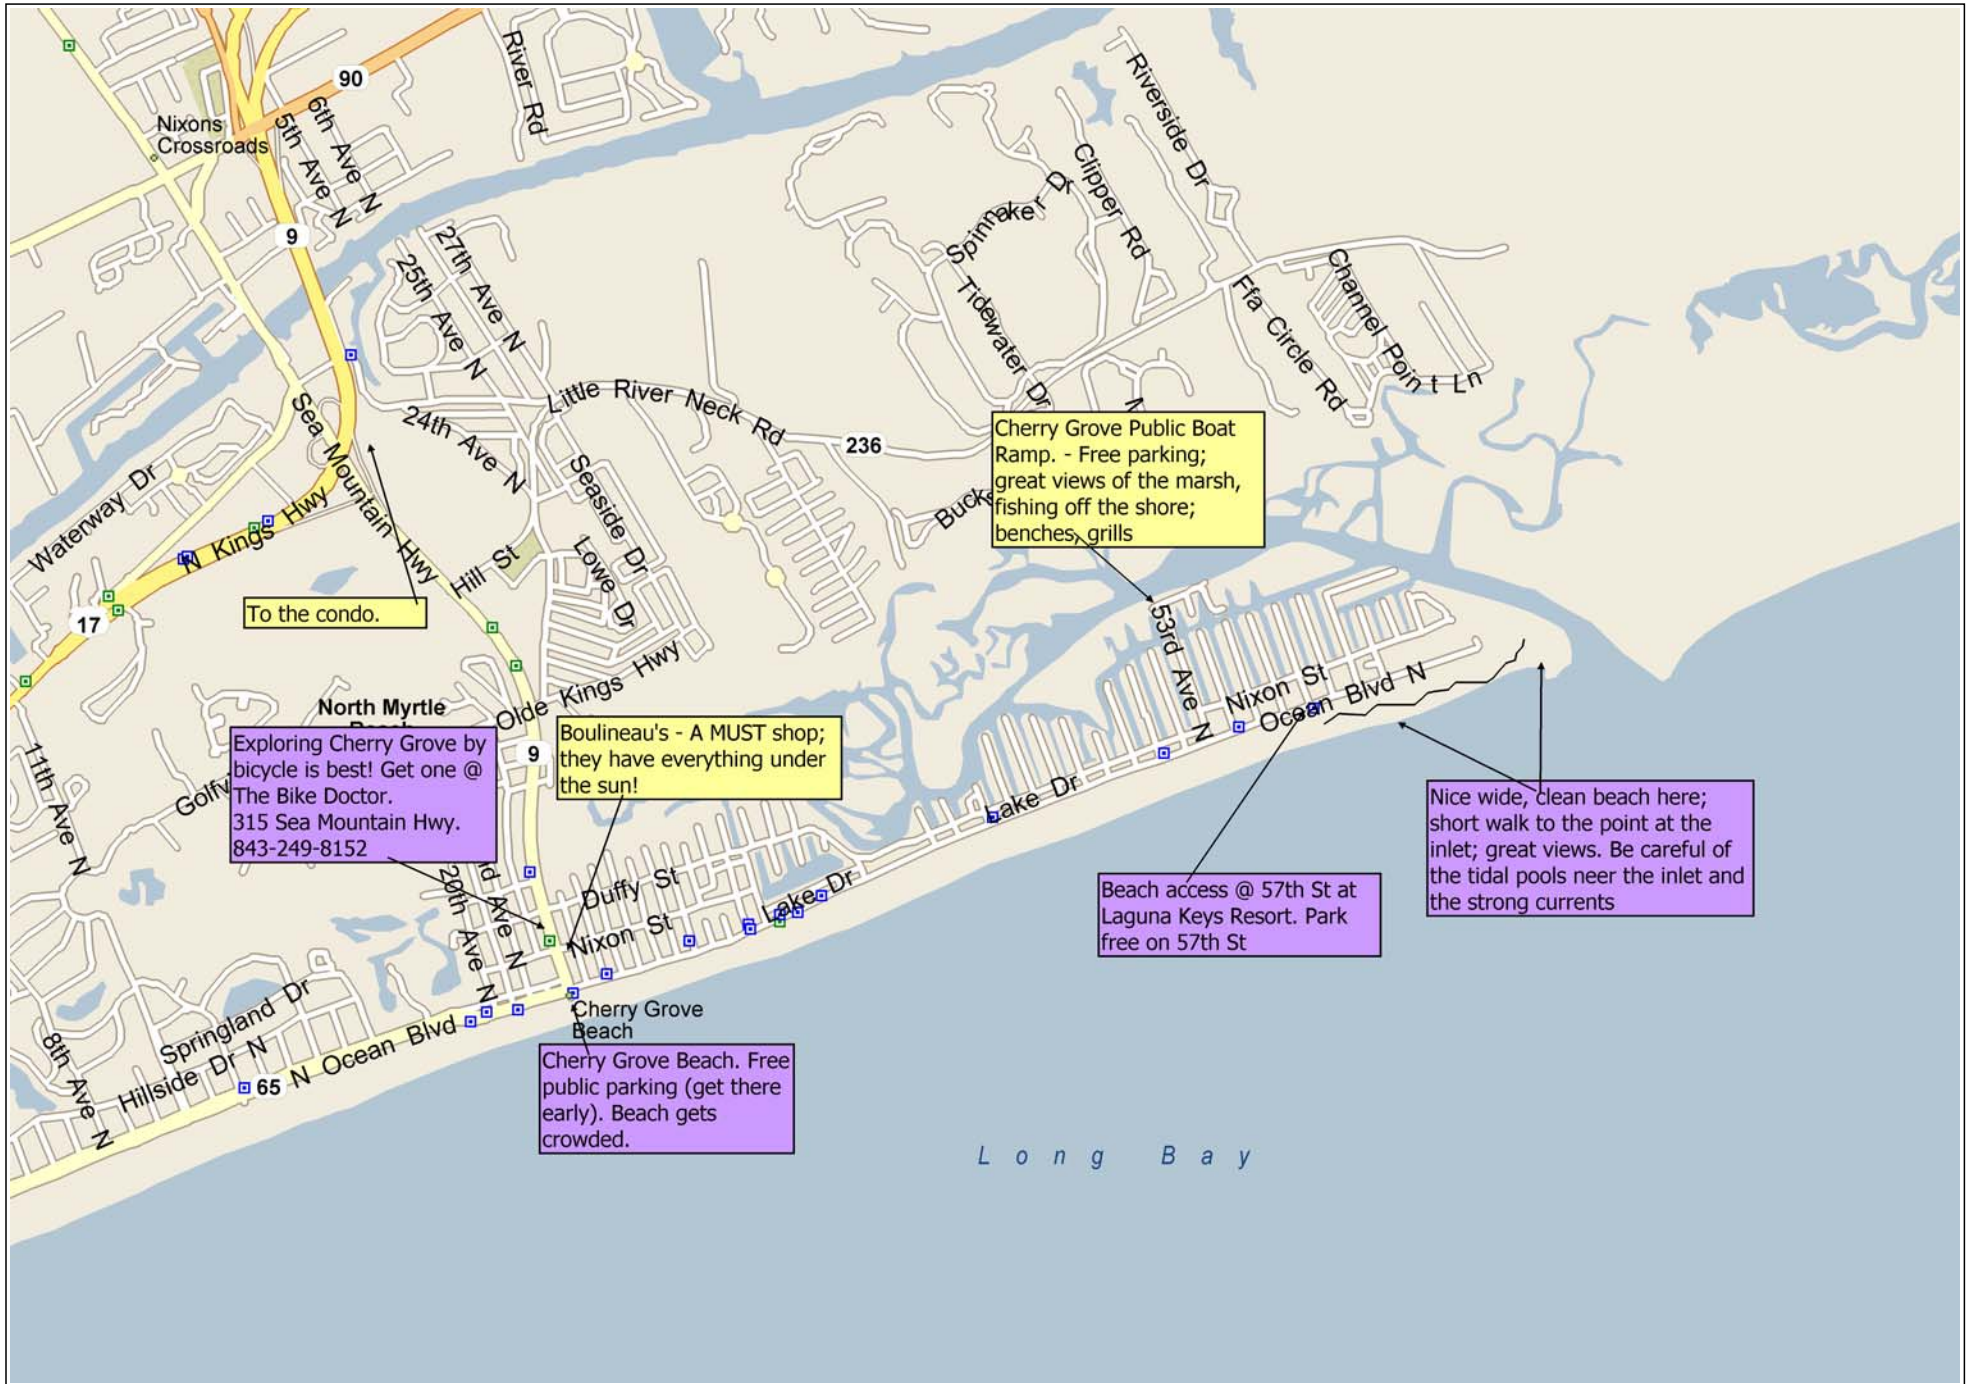 90
River Rd
Riverside Dr
Nixons
Crossroads
5th Ave N
6th Ave N
Clipper Rd
Spinnaker Dr
9
27th Ave N
25th Ave N
Tidewater Dr
Ffa Circle Rd
Channel Point Ln
Little River Neck Rd
236
Sea Mountain Hwy
24th Ave N
Seaside Dr
Waterway Dr
N Kings Hwy
Hill St
Lowe Dr
Cherry Grove Public Boat
Ramp. - Free parking;
great views of the marsh,
fishing off the shore;
benches, grills
To the condo.
17
53rd Ave N
Nixon St
Ocean Blvd N
Olde Kings Hwy
North Myrtle
9
Boulineau's - A MUST shop;
they have everything under
the sun!
Exploring Cherry Grove by
bicycle is best! Get one @
The Bike Doctor.
315 Sea Mountain Hwy.
843-249-8152
11th Ave N
Lake Dr
Nice wide, clean beach here;
short walk to the point at the
inlet; great views. Be careful of
the tidal pools neer the inlet and
the strong currents
Beach access @ 57th St at
Laguna Keys Resort. Park
free on 57th St
20th Ave N
rd Ave N
Duffy St
Nixon St
Lake Dr
Cherry Grove
Beach
Springland Dr
Hillside Dr N
8th Ave N
65
N Ocean Blvd
Cherry Grove Beach. Free
public parking (get there
early). Beach gets
crowded.
Long Bay